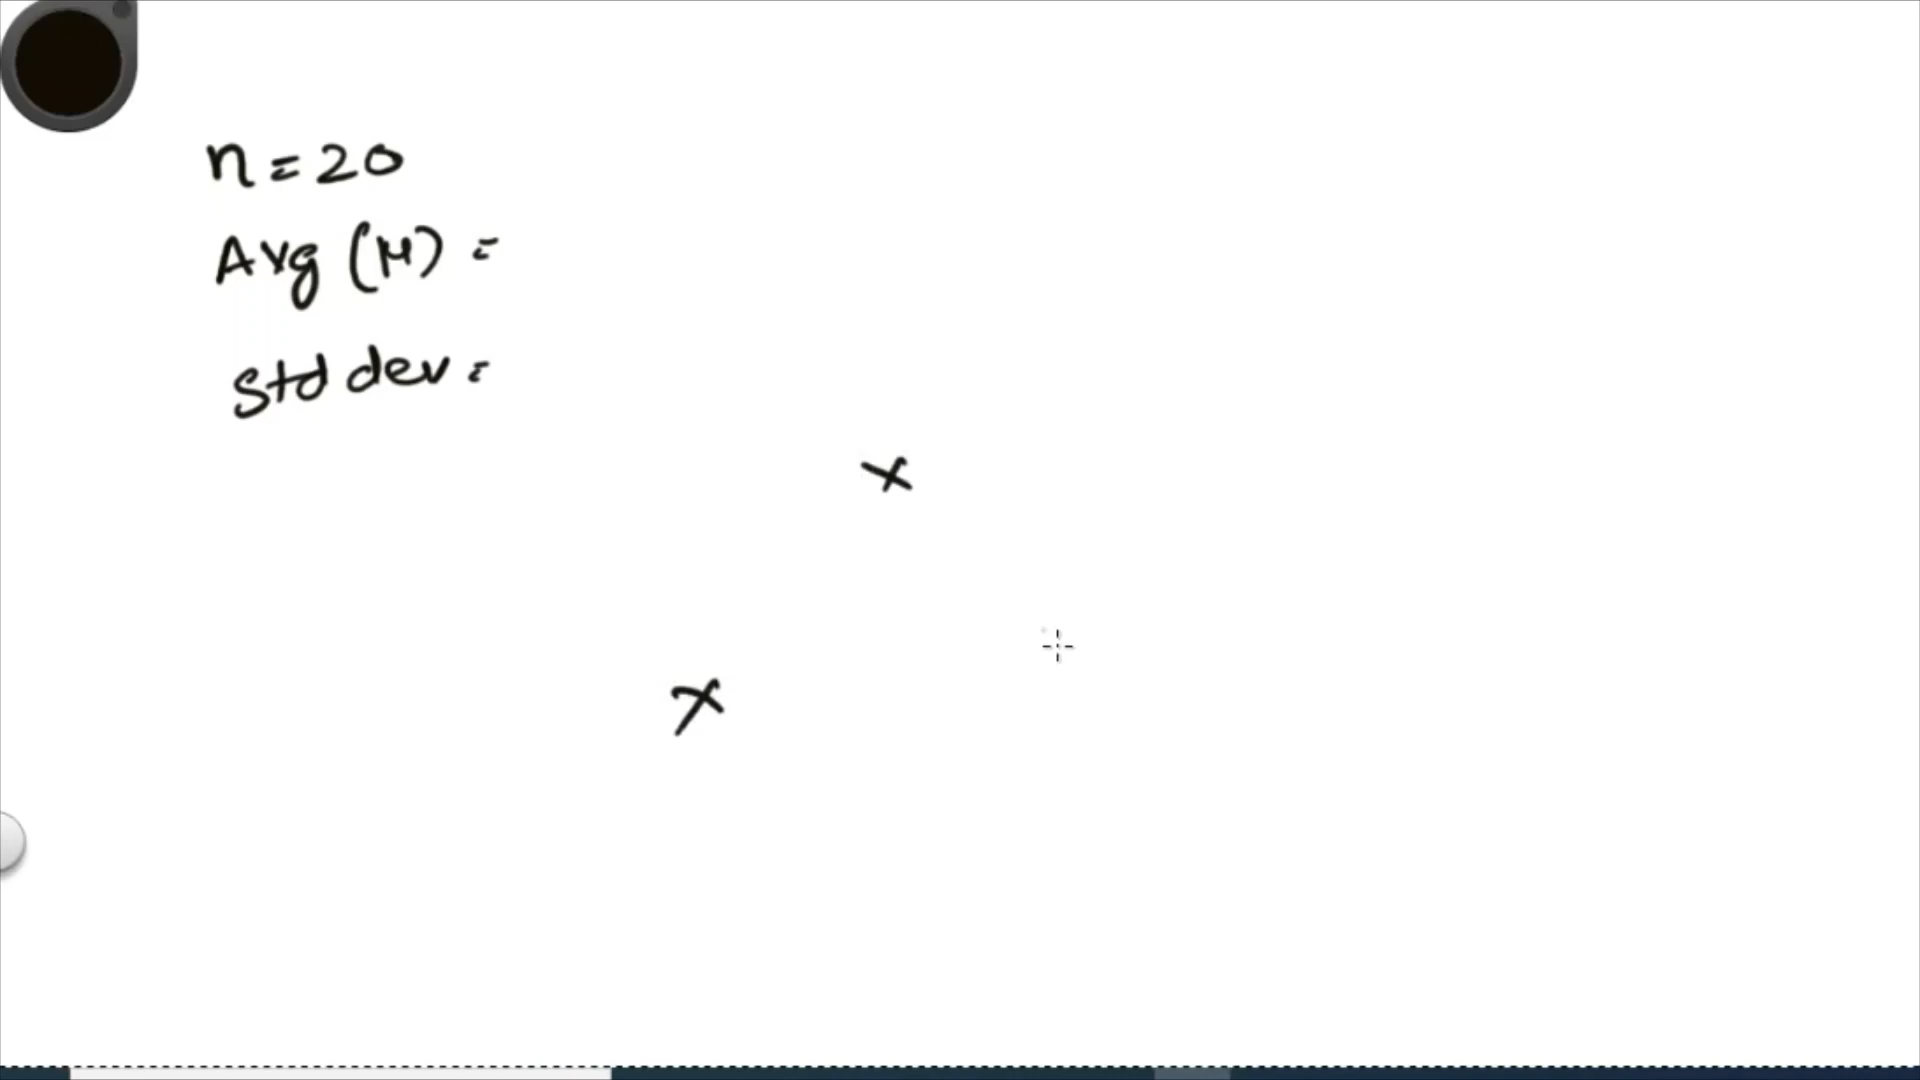 n = 20
Avg (μ) =
std dev =
x
x